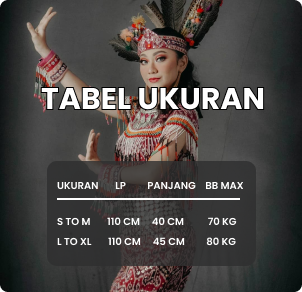 TABEL UKURAN
UKURAN LP PANJANG BB MAX
S TO M 110 CM 40 CM 70 KG
L TO XL 110 CM 45 CM 80 KG